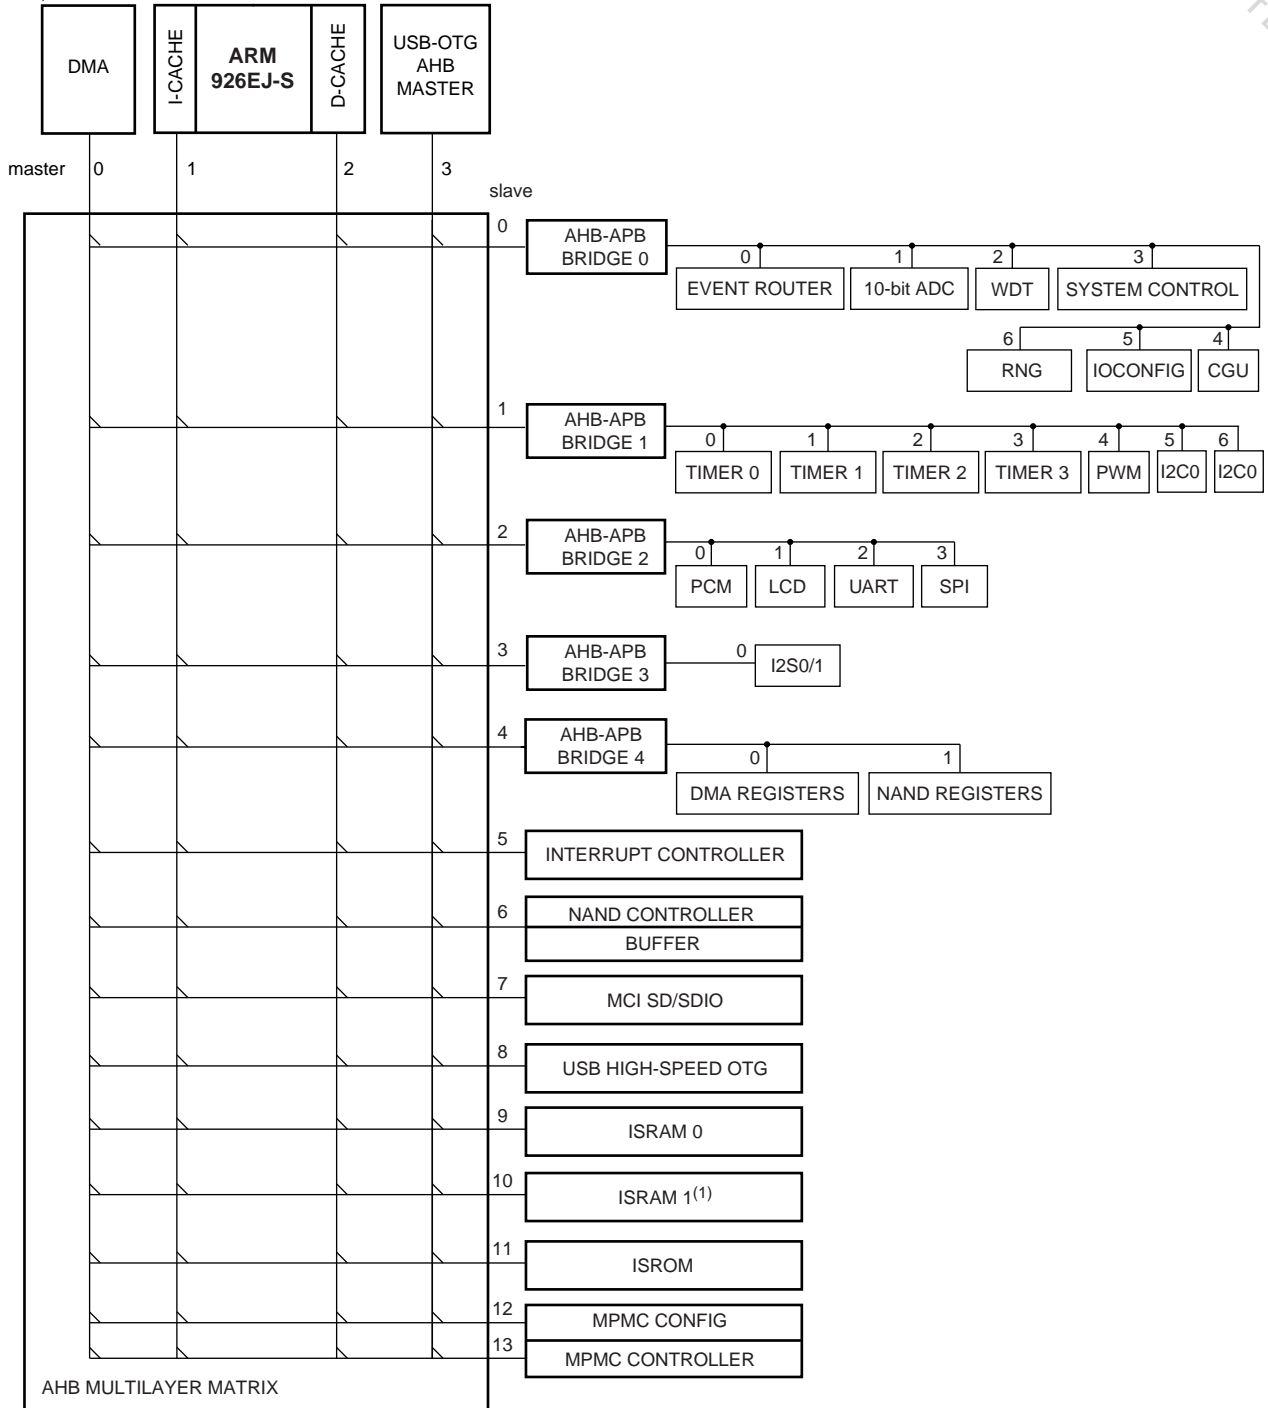 DMA
I-CACHE
ARM
926EJ-S
D-CACHE
USB-OTG
AHB
MASTER
master
0
1
2
3
slave
0
AHB-APB
BRIDGE 0
0
1
2
3
EVENT ROUTER
10-bit ADC
WDT
SYSTEM CONTROL
6
5
4
RNG
IOCONFIG
CGU
1
AHB-APB
BRIDGE 1
0
1
2
3
4
5
6
TIMER 0
TIMER 1
TIMER 2
TIMER 3
PWM
I2C0
I2C0
2
AHB-APB
BRIDGE 2
0
1
2
3
PCM
LCD
UART
SPI
3
AHB-APB
BRIDGE 3
0
I2S0/1
4
AHB-APB
BRIDGE 4
0
1
DMA REGISTERS
NAND REGISTERS
5
INTERRUPT CONTROLLER
6
NAND CONTROLLER
BUFFER
7
MCI SD/SDIO
8
USB HIGH-SPEED OTG
9
ISRAM 0
10
ISRAM 1(1)
11
ISROM
12
MPMC CONFIG
13
MPMC CONTROLLER
AHB MULTILAYER MATRIX